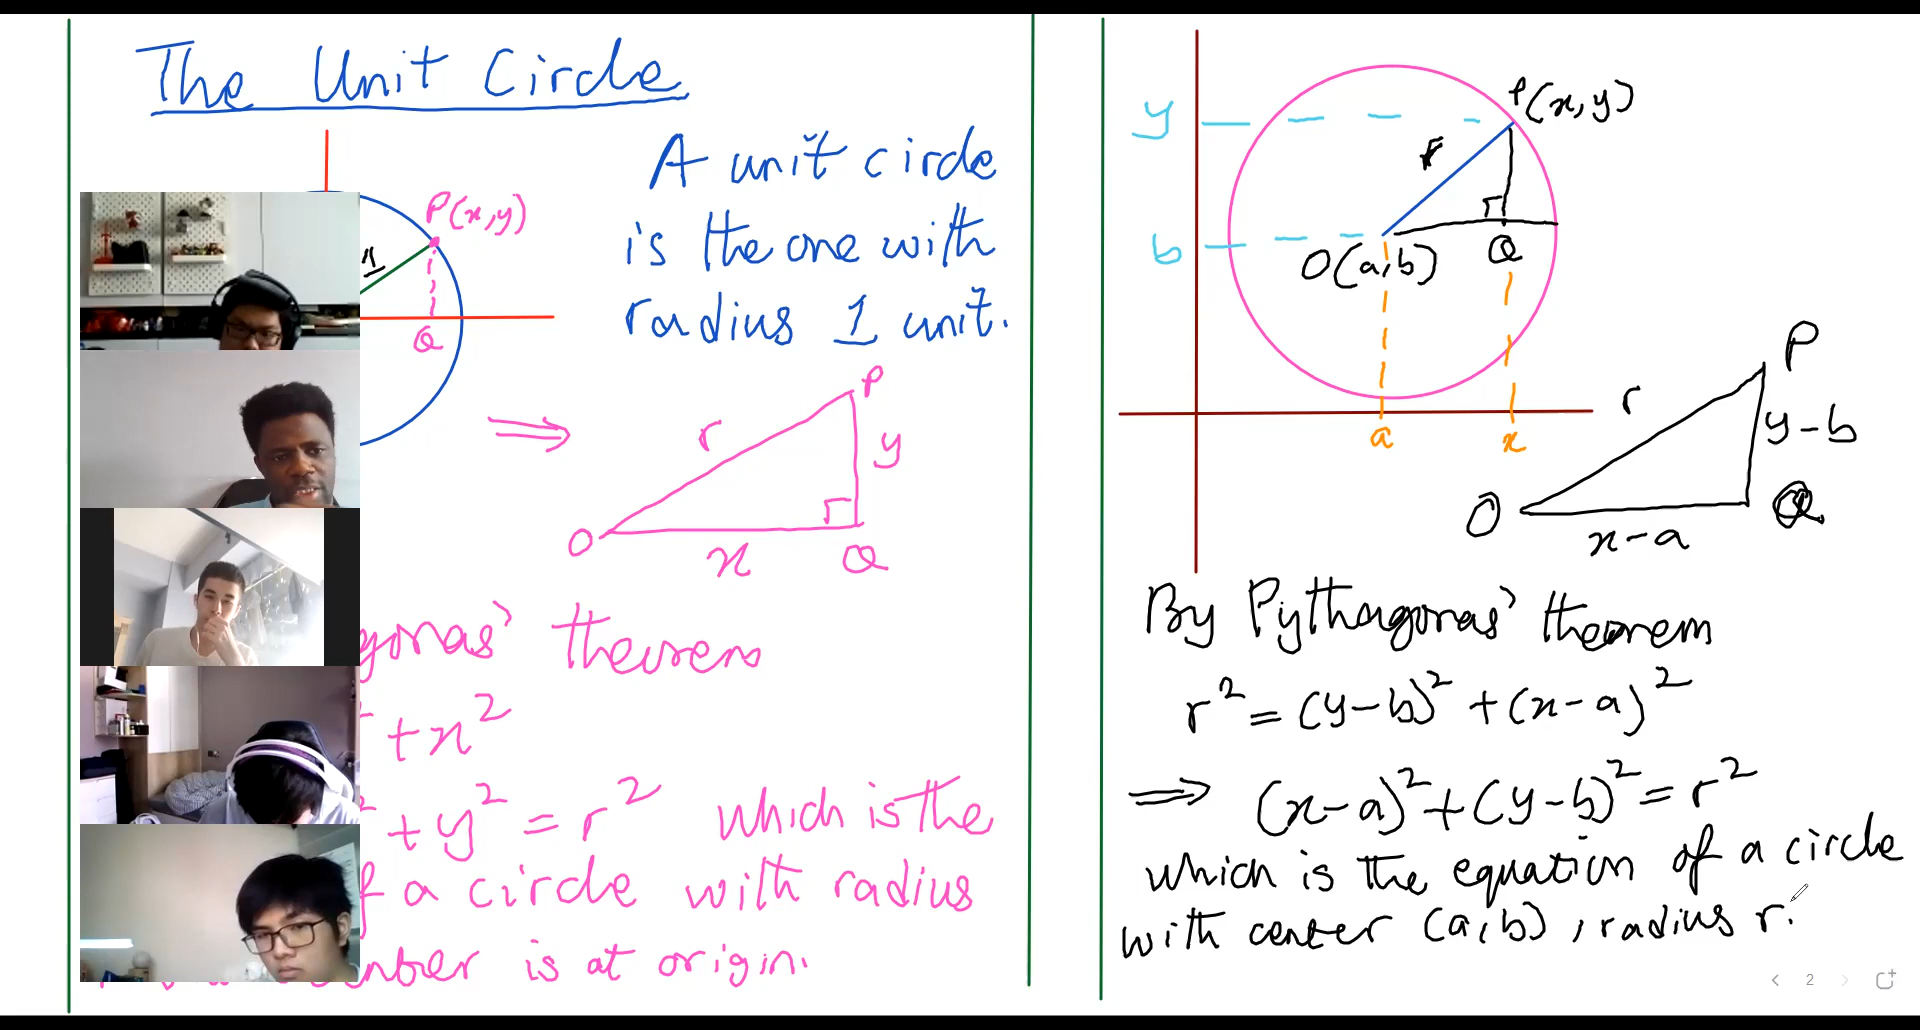 The Unit Circle
A unit circle
is the one with
radius 1 unit.
P(x,y)
1
Q
P
r
y
O
x
Q
goras' theorem
+x²
+y² = r² which is the
f a circle with radius
is at origin.
y
P(x,y)
r
b
O(a,b)
Q
a
x
P
r
y-b
O
Q
x-a
By Pythagoras' theorem
r² = (y-b)² + (x-a)²
⇒ (x-a)² + (y-b)² = r²
which is the equation of a circle
with center (a,b), radius r.
2